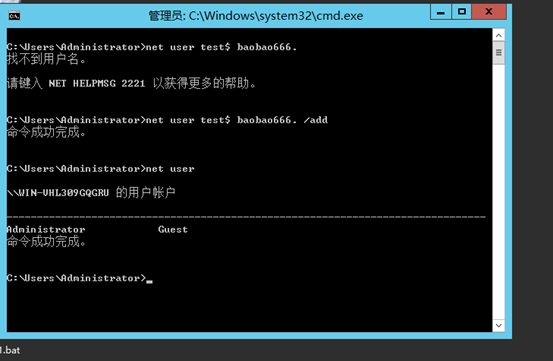 管理员: C:\Windows\system32\cmd.exe
C:\Users\Administrator>net user test$ baobao666.
找不到用户名。
请键入 NET HELPMSG 2221 以获得更多的帮助。
C:\Users\Administrator>net user test$ baobao666. /add
命令成功完成。
C:\Users\Administrator>net user
\\WIN-VHL309GQGRU 的用户帐户
-------------------------------------------------------------------------------
Administrator Guest
命令成功完成。
C:\Users\Administrator>
1.bat